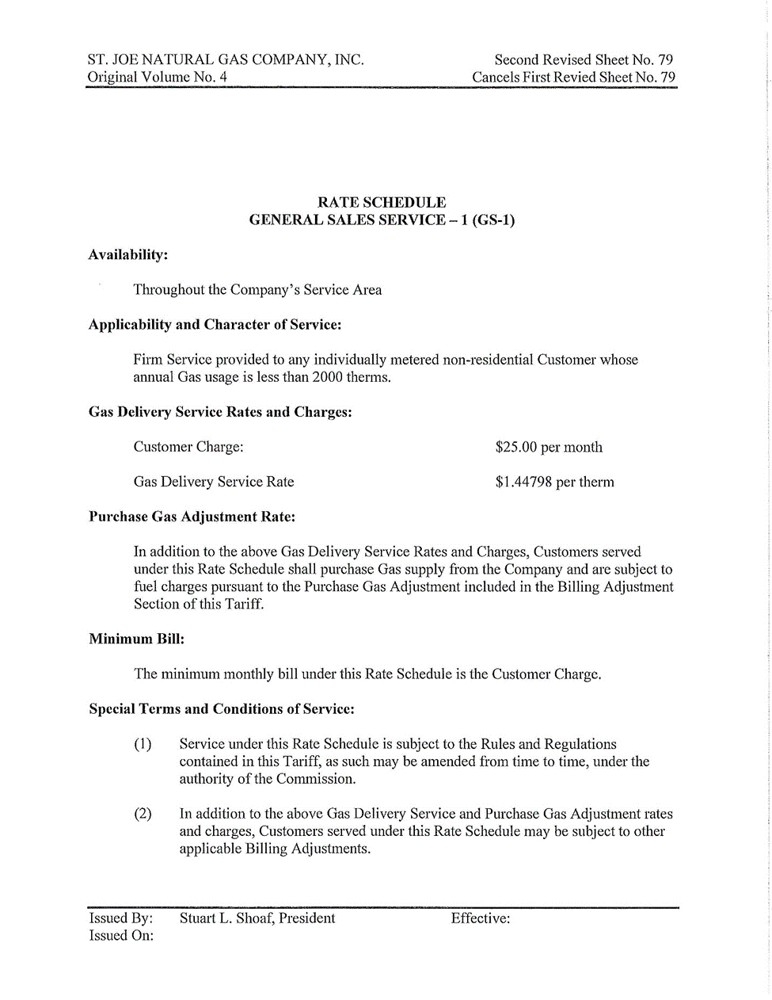 ST. JOE NATURAL GAS COMPANY, INC. Second Revised Sheet No. 79
Original Volume No. 4 Cancels First Revied Sheet No. 79
RATE SCHEDULE
GENERAL SALES SERVICE – 1 (GS-1)
Availability:
Throughout the Company's Service Area
Applicability and Character of Service:
Firm Service provided to any individually metered non-residential Customer whose
annual Gas usage is less than 2000 therms.
Gas Delivery Service Rates and Charges:
Customer Charge: $25.00 per month
Gas Delivery Service Rate $1.44798 per therm
Purchase Gas Adjustment Rate:
In addition to the above Gas Delivery Service Rates and Charges, Customers served
under this Rate Schedule shall purchase Gas supply from the Company and are subject to
fuel charges pursuant to the Purchase Gas Adjustment included in the Billing Adjustment
Section of this Tariff.
Minimum Bill:
The minimum monthly bill under this Rate Schedule is the Customer Charge.
Special Terms and Conditions of Service:
(1) Service under this Rate Schedule is subject to the Rules and Regulations
contained in this Tariff, as such may be amended from time to time, under the
authority of the Commission.
(2) In addition to the above Gas Delivery Service and Purchase Gas Adjustment rates
and charges, Customers served under this Rate Schedule may be subject to other
applicable Billing Adjustments.
Issued By: Stuart L. Shoaf, President Effective:
Issued On: